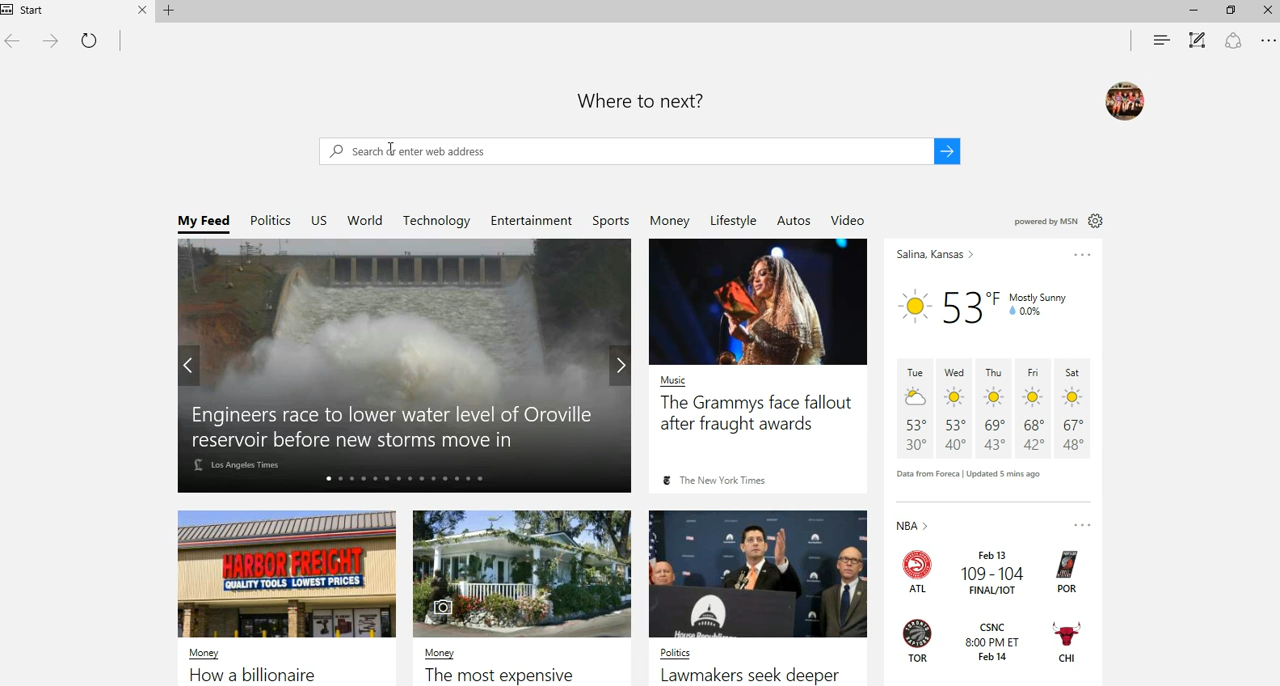 Start
Where to next?
Search or enter web address
My Feed Politics US World Technology Entertainment Sports Money Lifestyle Autos Video
powered by MSN
Engineers race to lower water level of Oroville
reservoir before new storms move in
Los Angeles Times
Music
The Grammys face fallout
after fraught awards
The New York Times
Salina, Kansas >
53 °F
Mostly Sunny
0.0%
Tue Wed Thu Fri Sat
53° 53° 69° 68° 67°
30° 40° 43° 42° 48°
Data from Foreca | Updated 5 mins ago
HARBOR FREIGHT
QUALITY TOOLS LOWEST PRICES
Money
How a billionaire
Money
The most expensive
House Republicans
Politics
Lawmakers seek deeper
NBA >
ATL
Feb 13
109 - 104
FINAL/1OT
POR
TOR
CSNC
8:00 PM ET
Feb 14
CHI